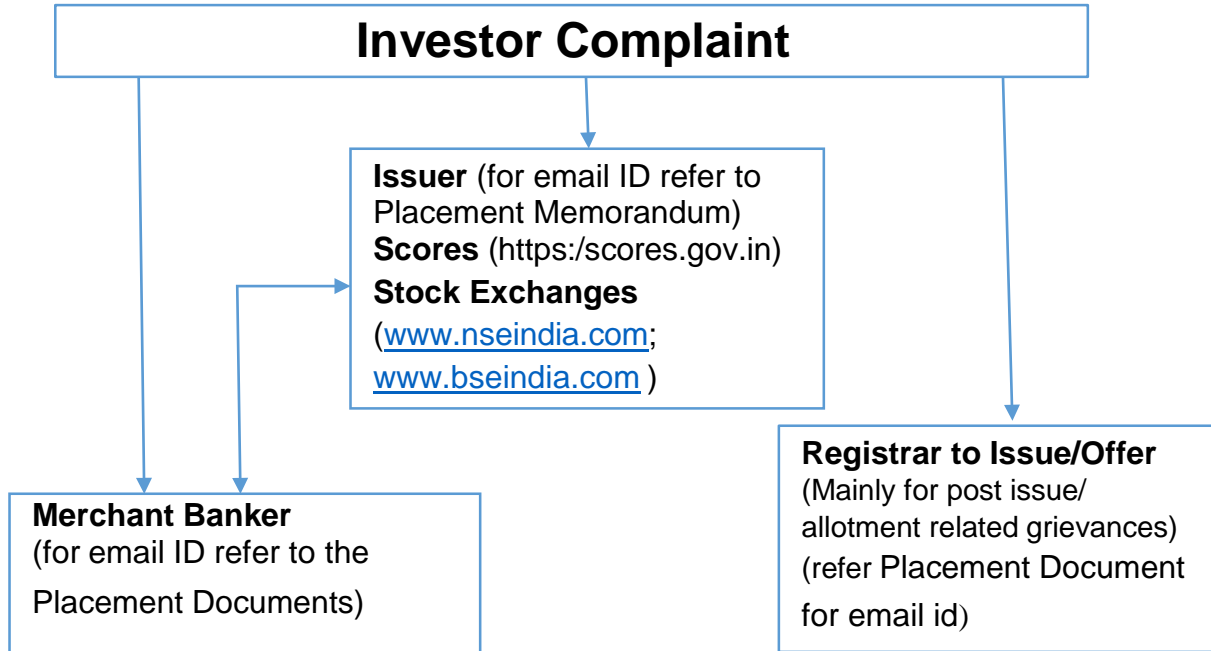 Investor Complaint
Issuer (for email ID refer to
Placement Memorandum)
Scores (https:/scores.gov.in)
Stock Exchanges
(www.nseindia.com;
www.bseindia.com )
Merchant Banker
(for email ID refer to the
Placement Documents)
Registrar to Issue/Offer
(Mainly for post issue/
allotment related grievances)
(refer Placement Document
for email id)